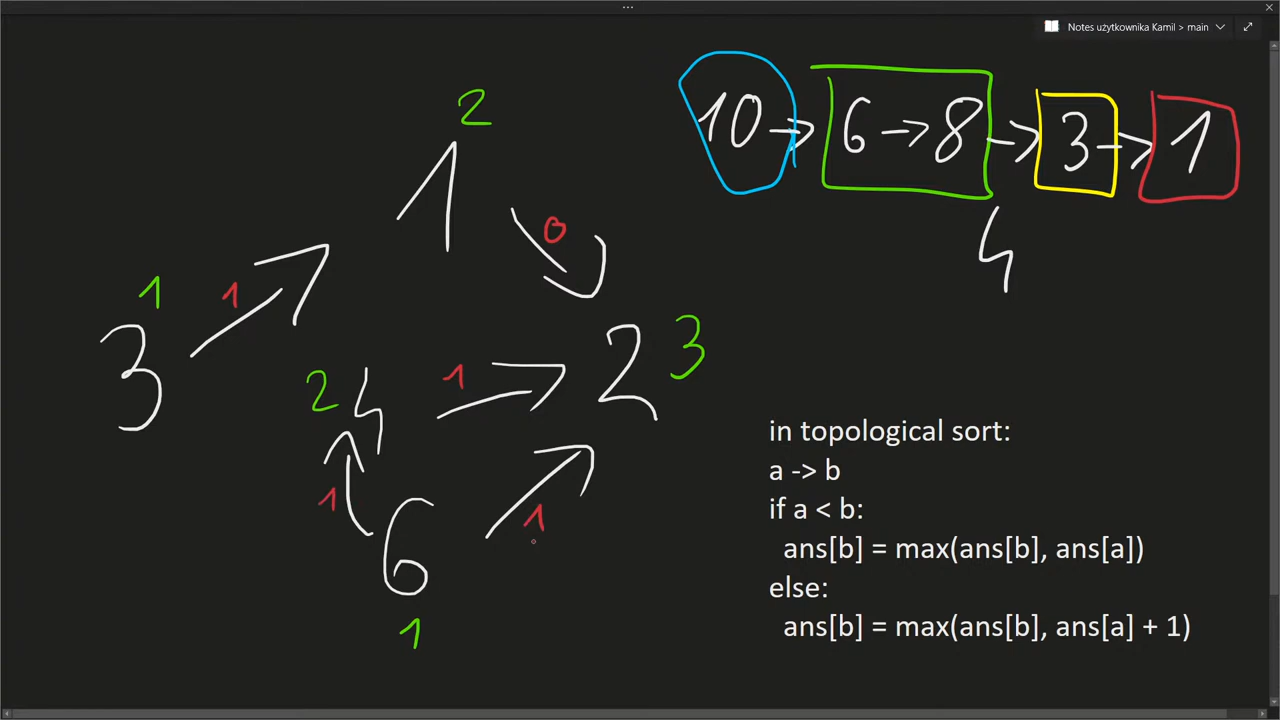 Notes użytkownika Kamil > main
10 → 6 → 8 → 3 → 1
4
2
1
0
1
1
3
2
4
1
2
3
1
1
6
1
in topological sort:
a -> b
if a < b:
ans[b] = max(ans[b], ans[a])
else:
ans[b] = max(ans[b], ans[a] + 1)